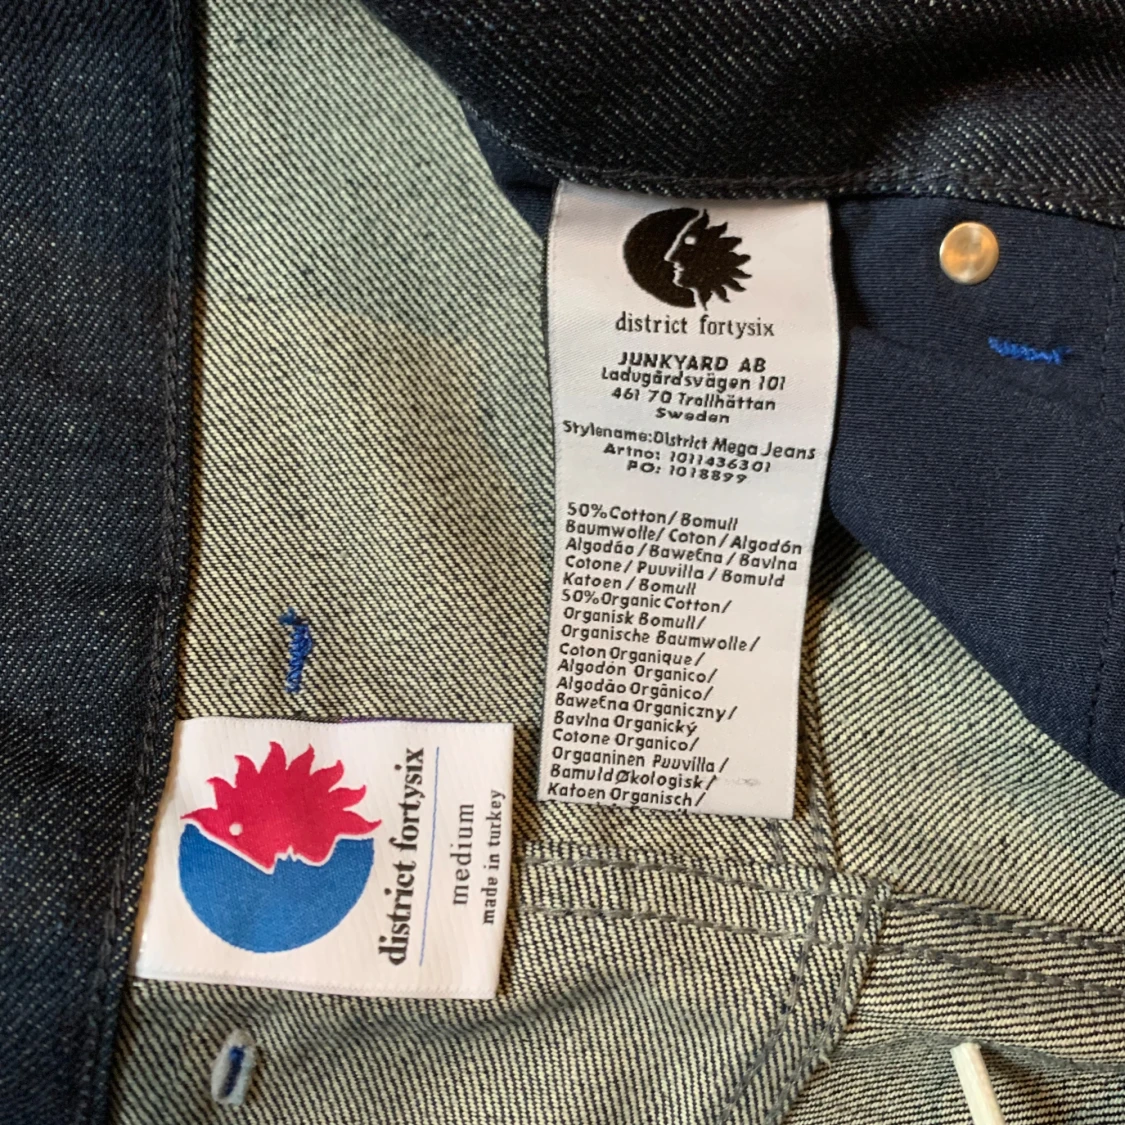 district fortysix
JUNKYARD AB
Ladugårdsvägen 101
461 70 Trollhättan
Sweden
Stylename:District Mega Jeans
Artno: 1011436301
PO: 1018899
50%Cotton/ Bomull
Baumwolle/ Coton/ Algodón
Algodão/ Bawełna/ Bavlna
Cotone/ Puuvilla/ Bomuld
Katoen/ Bomull
50%Organic Cotton/
Organisk Bomull/
Organische Baumwolle/
Coton Organique/
Algodón Organico/
Algodão Orgânico/
Bawełna Organiczny/
Bavlna Organický
Cotone Organico/
Orgaaninen Puuvilla/
Bamuld Økologisk/
Katoen Organisch/
district fortysix
medium
made in turkey